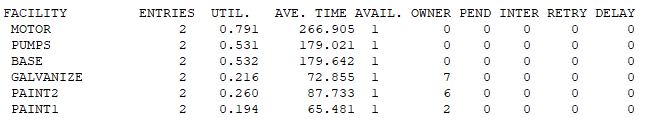 FACILITY ENTRIES UTIL. AVE. TIME AVAIL. OWNER PEND INTER RETRY DELAY
MOTOR 2 0.791 266.905 1 0 0 0 0 0
PUMPS 2 0.531 179.021 1 0 0 0 0 0
BASE 2 0.532 179.642 1 0 0 0 0 0
GALVANIZE 2 0.216 72.855 1 7 0 0 0 0
PAINT2 2 0.260 87.733 1 6 0 0 0 0
PAINT1 2 0.194 65.481 1 2 0 0 0 0